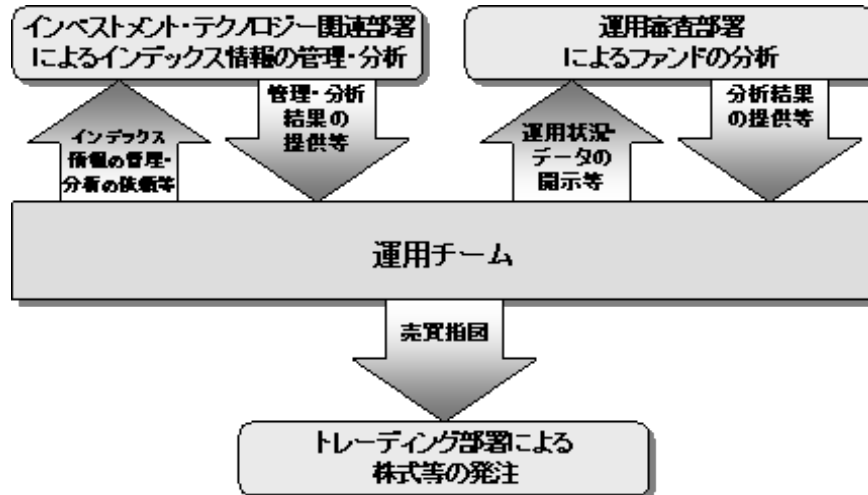 インベストメント・テクノロジー関連部署
によるインデックス情報の管理・分析
運用審査部署
によるファンドの分析
インデックス
情報の管理・
分析の依頼等
管理・分析
結果の
提供等
運用状況・
データの
開示等
分析結果
の提供等
運用チーム
売買指図
トレーディング部署による
株式等の発注